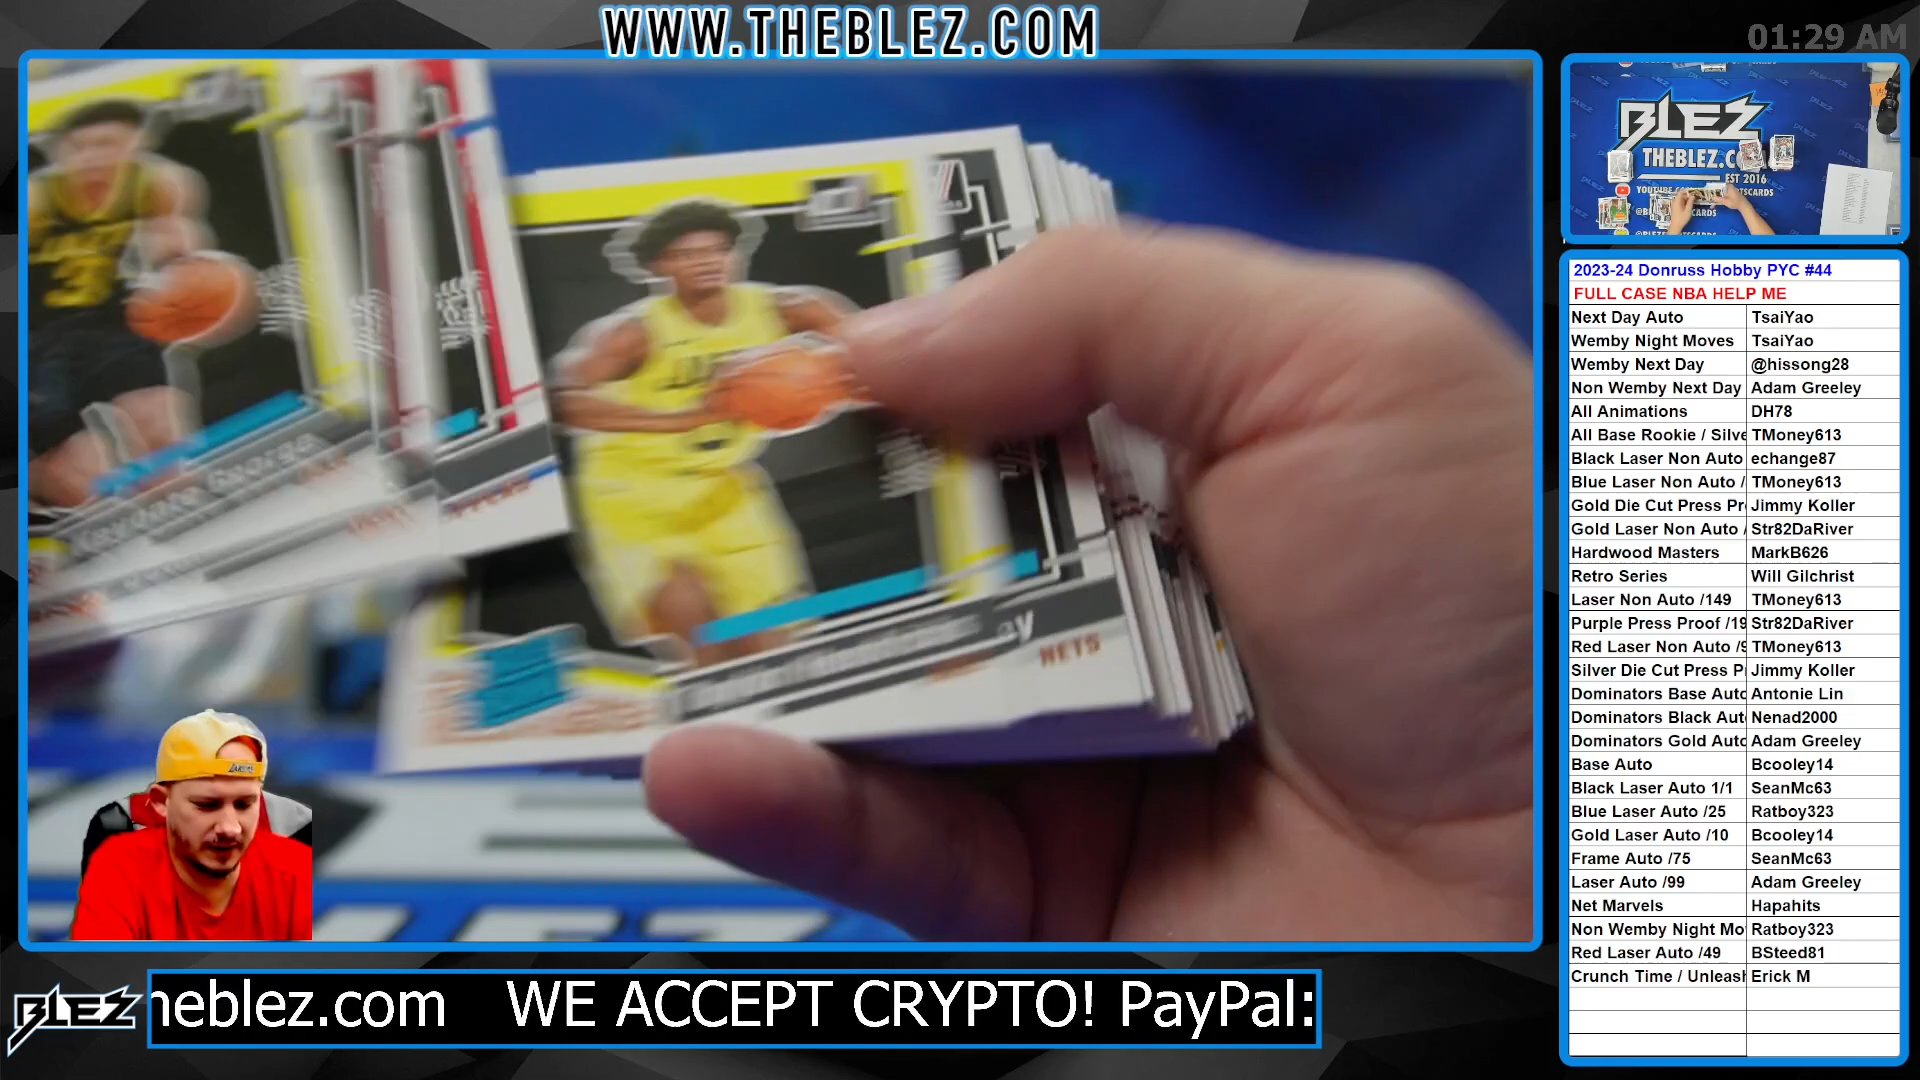 WWW.THEBLEZ.COM
01:29 AM
BLEZ
THEBLEZ.CO
EST 2016
2023-24 Donruss Hobby PYC #44
FULL CASE NBA HELP ME
Next Day Auto TsaiYao
Wemby Night Moves TsaiYao
Wemby Next Day @hissong28
Non Wemby Next Day Adam Greeley
All Animations DH78
All Base Rookie / Silve TMoney613
Black Laser Non Auto echange87
Blue Laser Non Auto / TMoney613
Gold Die Cut Press Pr Jimmy Koller
Gold Laser Non Auto / Str82DaRiver
Hardwood Masters MarkB626
Retro Series Will Gilchrist
Laser Non Auto /149 TMoney613
Purple Press Proof /19 Str82DaRiver
Red Laser Non Auto /9 TMoney613
Silver Die Cut Press P Jimmy Koller
Dominators Base Auto Antonie Lin
Dominators Black Aut Nenad2000
Dominators Gold Auto Adam Greeley
Base Auto Bcooley14
Black Laser Auto 1/1 SeanMc63
Blue Laser Auto /25 Ratboy323
Gold Laser Auto /10 Bcooley14
Frame Auto /75 SeanMc63
Laser Auto /99 Adam Greeley
Net Marvels Hapahits
Non Wemby Night Mo Ratboy323
Red Laser Auto /49 BSteed81
Crunch Time / Unleash Erick M
Keyonte George
NETS
LAKERS
BLEZ
heblez.com WE ACCEPT CRYPTO! PayPal: